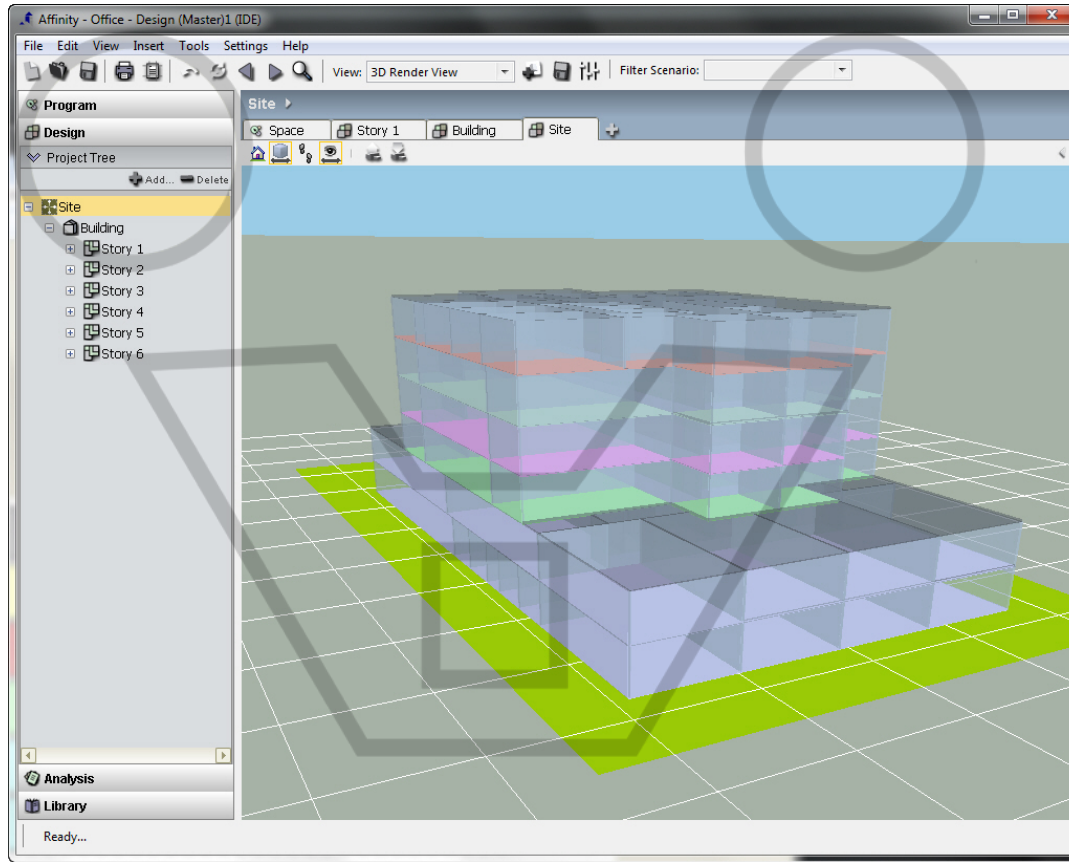 Affinity - Office - Design (Master)1 (IDE)
File Edit View Insert Tools Settings Help
View: 3D Render View Filter Scenario:
Program
Site
Design
Space Story 1 Building Site
Project Tree
Add... Delete
Site
Building
Story 1
Story 2
Story 3
Story 4
Story 5
Story 6
Analysis
Library
Ready...